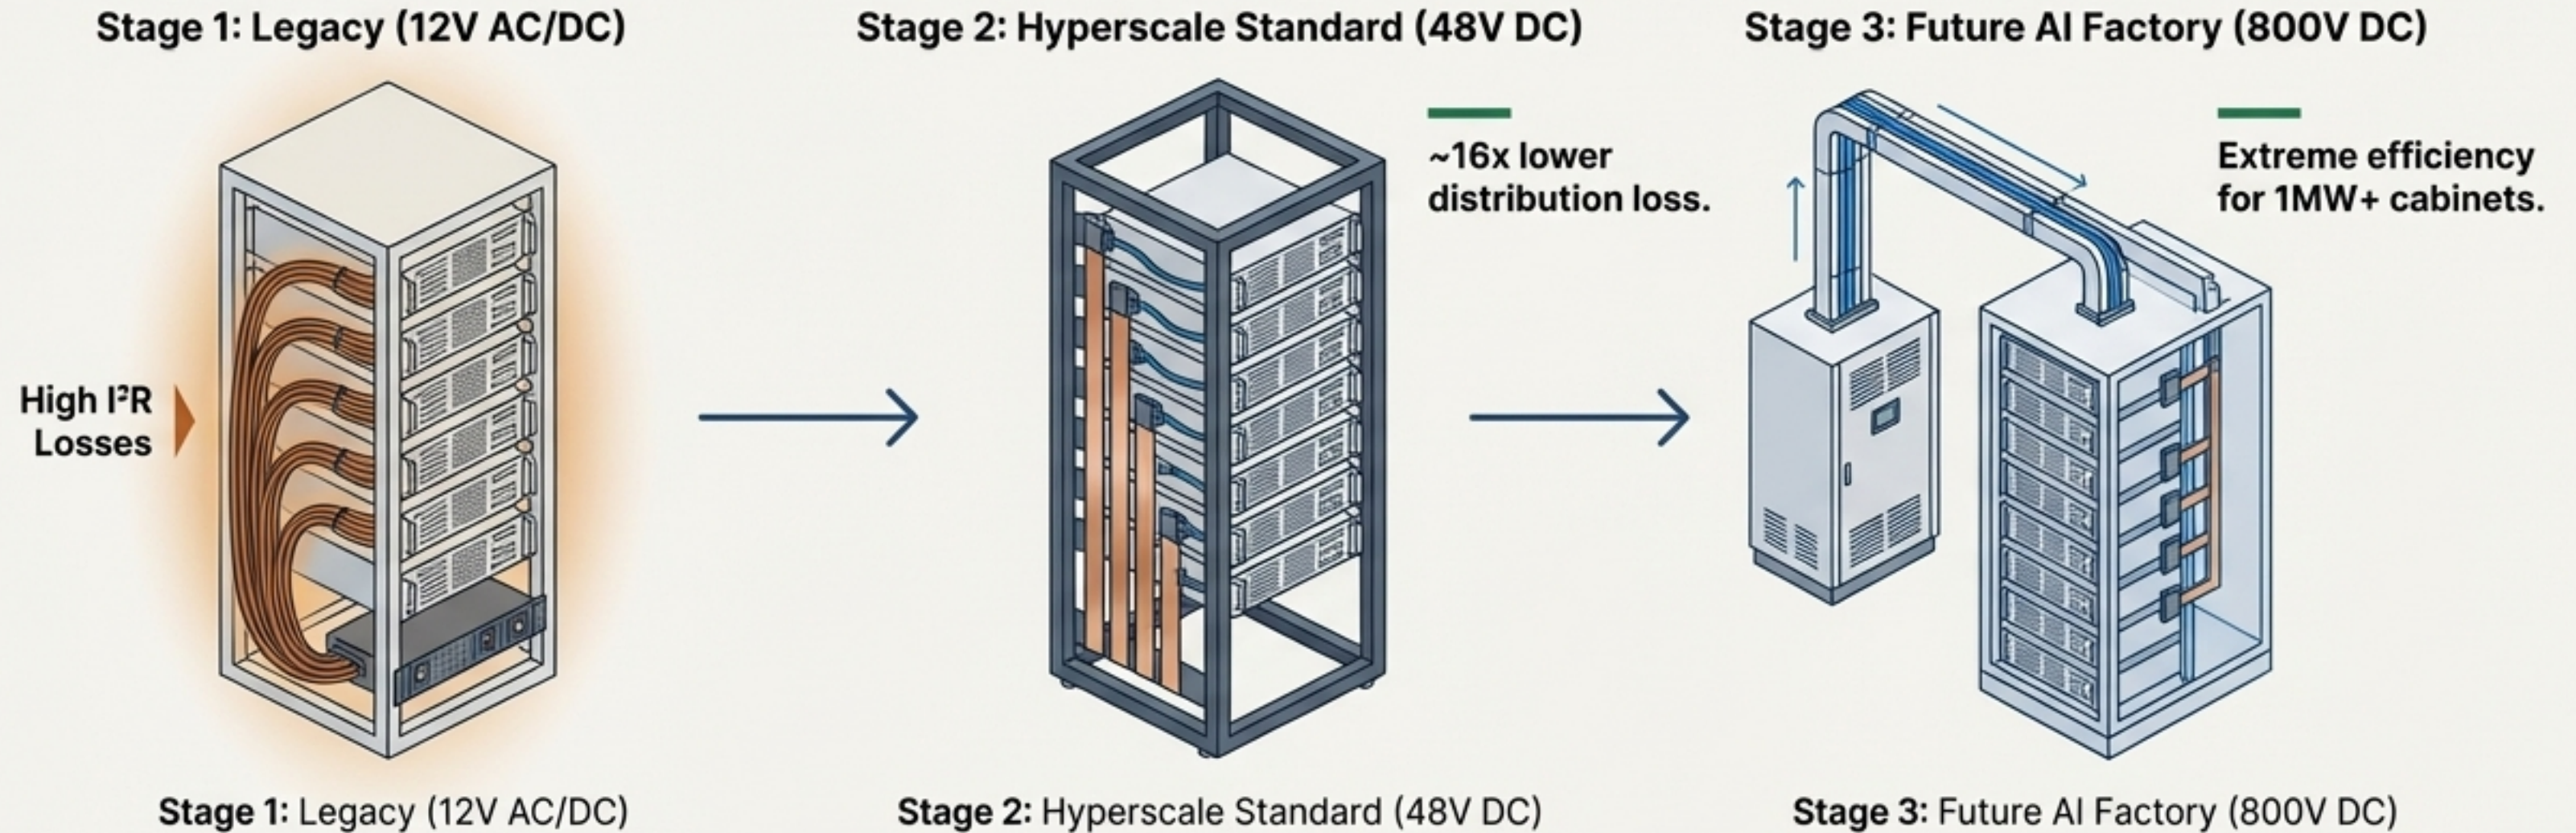 Stage 1: Legacy (12V AC/DC)
Stage 2: Hyperscale Standard (48V DC)
Stage 3: Future AI Factory (800V DC)
High I²R
Losses
~16x lower
distribution loss.
Extreme efficiency
for 1MW+ cabinets.
Stage 1: Legacy (12V AC/DC)
Stage 2: Hyperscale Standard (48V DC)
Stage 3: Future AI Factory (800V DC)